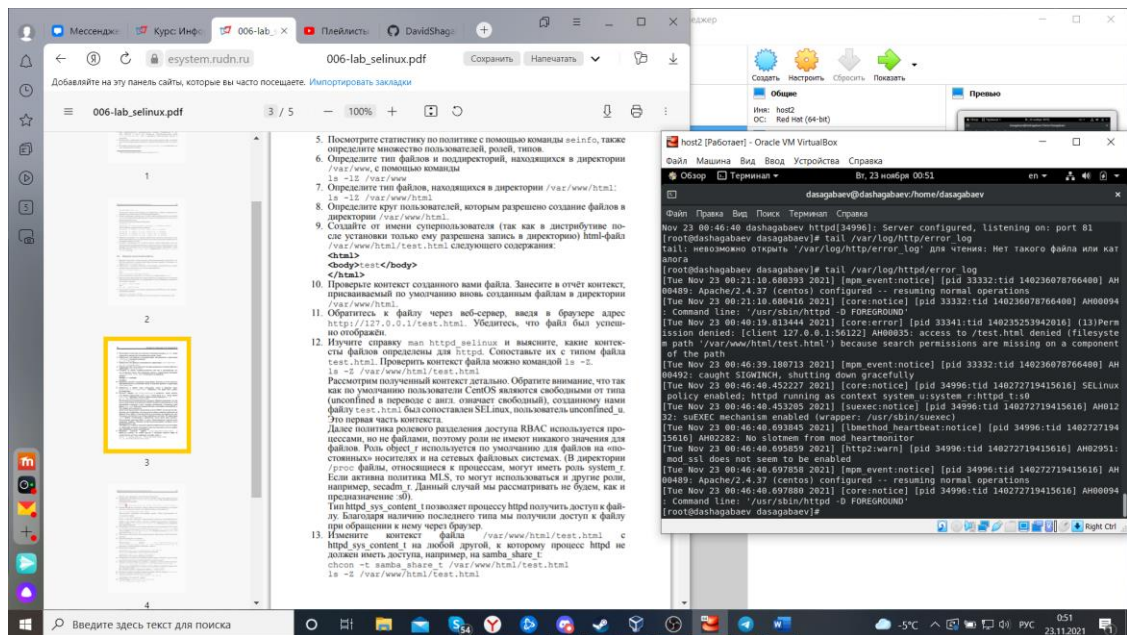 Мессендж
Курс: Инфо
006-lab_s
Плейлисты
DavidShaga
esystem.rudn.ru
006-lab_selinux.pdf
Сохранить
Напечатать
Добавляйте на эту панель сайты, которые вы часто посещаете. Импортировать закладки
006-lab_selinux.pdf
3 / 5
100%
1
2
3
4
5. Посмотрите статистику по политике с помощью команды seinfo, также
определите множество пользователей, ролей, типов.
6. Определите тип файлов и поддиректорий, находящихся в директории
/var/www, с помощью команды
ls -lZ /var/www
7. Определите тип файлов, находящихся в директории /var/www/html:
ls -lZ /var/www/html
8. Определите круг пользователей, которым разрешено создание файлов в
директории /var/www/html.
9. Создайте от имени суперпользователя (так как в дистрибутиве по-
сле установки только ему разрешена запись в директорию) html-файл
/var/www/html/test.html следующего содержания:
<html>
<body>test</body>
</html>
10. Проверьте контекст созданного вами файла. Занесите в отчёт контекст,
присваиваемый по умолчанию вновь созданным файлам в директории
/var/www/html.
11. Обратитесь к файлу через веб-сервер, введя в браузере адрес
http://127.0.0.1/test.html. Убедитесь, что файл был успеш-
но отображён.
12. Изучите справку man httpd_selinux и выясните, какие контек-
сты файлов определены для httpd. Сопоставьте их с типом файла
test.html. Проверить контекст файла можно командой ls -Z.
ls -Z /var/www/html/test.html
Рассмотрим полученный контекст детально. Обратите внимание, что так
как по умолчанию пользователи CentOS являются свободными от типа
(unconfined в переводе с англ. означает свободный), созданному нами
файлу test.html был сопоставлен SELinux, пользователь unconfined_u.
Это первая часть контекста.
Далее политика ролевого разделения доступа RBAC используется про-
цессами, но не файлами, поэтому роли не имеют никакого значения для
файлов. Роль object_r используется по умолчанию для файлов на «по-
стоянных» носителях и на сетевых файловых системах. (В директории
/proc файлы, относящиеся к процессам, могут иметь роль system_r.
Если активна политика MLS, то могут использоваться и другие роли,
например, secadm_r. Данный случай мы рассматривать не будем, как и
предназначение :s0).
Тип httpd_sys_content_t позволяет процессу httpd получить доступ к фай-
лу. Благодаря наличию последнего типа мы получили доступ к файлу
при обращении к нему через браузер.
13. Измените контекст файла /var/www/html/test.html с
httpd_sys_content_t на любой другой, к которому процесс httpd не
должен иметь доступа, например, на samba_share_t:
chcon -t samba_share_t /var/www/html/test.html
ls -Z /var/www/html/test.html
еджер
Создать
Настроить
Сбросить
Показать
Общие
Имя: host2
ОС: Red Hat (64-bit)
Превью
host2 [Работает] - Oracle VM VirtualBox
Файл Машина Вид Ввод Устройства Справка
Обзор
Терминал
Вт, 23 ноября 00:51
en
dasagabaev@dashagabaev:/home/dasagabaev
Файл Правка Вид Поиск Терминал Справка
Nov 23 00:46:40 dashagabaev httpd[34996]: Server configured, listening on: port 81
[root@dashagabaev dasagabaev]# tail /var/log/http/error_log
tail: невозможно открыть '/var/log/http/error_log' для чтения: Нет такого файла или кат
алога
[root@dashagabaev dasagabaev]# tail /var/log/httpd/error_log
[Tue Nov 23 00:21:10.680393 2021] [mpm_event:notice] [pid 33332:tid 140236078766400] AH
00489: Apache/2.4.37 (centos) configured -- resuming normal operations
[Tue Nov 23 00:21:10.680416 2021] [core:notice] [pid 33332:tid 140236078766400] AH00094
: Command line: '/usr/sbin/httpd -D FOREGROUND'
[Tue Nov 23 00:26:19.813444 2021] [core:error] [pid 33341:tid 140235253942016] (13)Perm
ission denied: [client 127.0.0.1:56122] AH00035: access to /test.html denied (filesyste
m path '/var/www/html/test.html') because search permissions are missing on a component
of the path
[Tue Nov 23 00:46:39.180713 2021] [mpm_event:notice] [pid 33332:tid 140236078766400] AH
00492: caught SIGWINCH, shutting down gracefully
[Tue Nov 23 00:46:40.452227 2021] [core:notice] [pid 34996:tid 140272719415616] SELinux
policy enabled; httpd running as context system_u:system_r:httpd_t:s0
[Tue Nov 23 00:46:40.453205 2021] [suexec:notice] [pid 34996:tid 140272719415616] AH012
32: suEXEC mechanism enabled (wrapper: /usr/sbin/suexec)
[Tue Nov 23 00:46:40.693845 2021] [lbmethod_heartbeat:notice] [pid 34996:tid 1402727194
15616] AH02282: No slotmem from mod_heartmonitor
[Tue Nov 23 00:46:40.695859 2021] [http2:warn] [pid 34996:tid 140272719415616] AH02951:
mod_ssl does not seem to be enabled
[Tue Nov 23 00:46:40.697858 2021] [mpm_event:notice] [pid 34996:tid 140272719415616] AH
00489: Apache/2.4.37 (centos) configured -- resuming normal operations
[Tue Nov 23 00:46:40.697880 2021] [core:notice] [pid 34996:tid 140272719415616] AH00094
: Command line: '/usr/sbin/httpd -D FOREGROUND'
[root@dashagabaev dasagabaev]#
Right Ctrl
Введите здесь текст для поиска
54
-5°C
РУС
0:51
23.11.2021